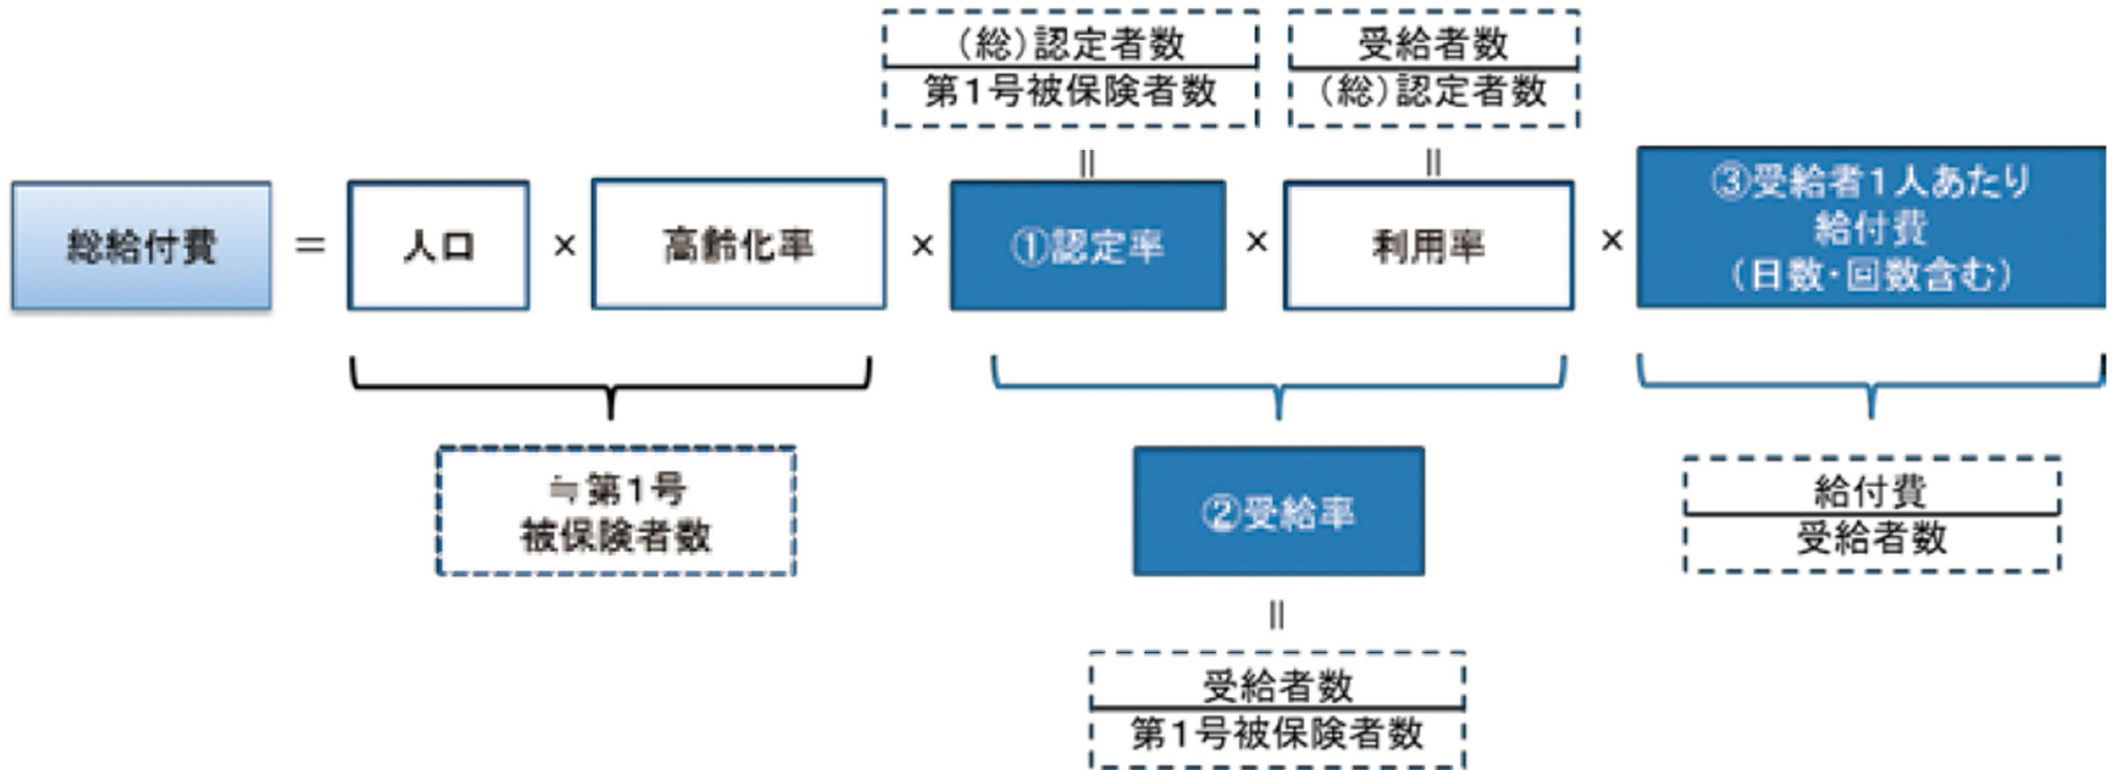 (総)認定者数
第1号被保険者数
受給者数
(総)認定者数
=
=
総給付費
=
人口
×
高齢化率
×
①認定率
×
利用率
×
③受給者1人あたり
給付費
(日数・回数含む)
≒第1号
被保険者数
②受給率
=
受給者数
第1号被保険者数
給付費
受給者数